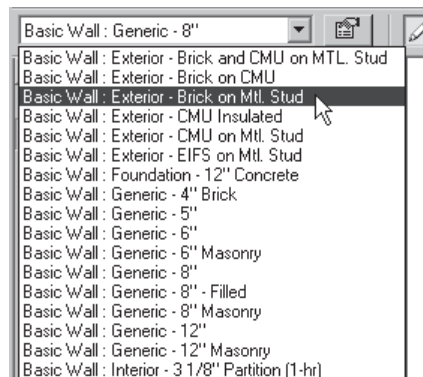 Basic Wall : Generic - 8"
Basic Wall : Exterior - Brick and CMU on MTL. Stud
Basic Wall : Exterior - Brick on CMU
Basic Wall : Exterior - Brick on Mtl. Stud
Basic Wall : Exterior - CMU Insulated
Basic Wall : Exterior - CMU on Mtl. Stud
Basic Wall : Exterior - EIFS on Mtl. Stud
Basic Wall : Foundation - 12" Concrete
Basic Wall : Generic - 4" Brick
Basic Wall : Generic - 5"
Basic Wall : Generic - 6"
Basic Wall : Generic - 6" Masonry
Basic Wall : Generic - 8"
Basic Wall : Generic - 8" - Filled
Basic Wall : Generic - 8" Masonry
Basic Wall : Generic - 12"
Basic Wall : Generic - 12" Masonry
Basic Wall : Interior - 3 1/8" Partition (1-hr)